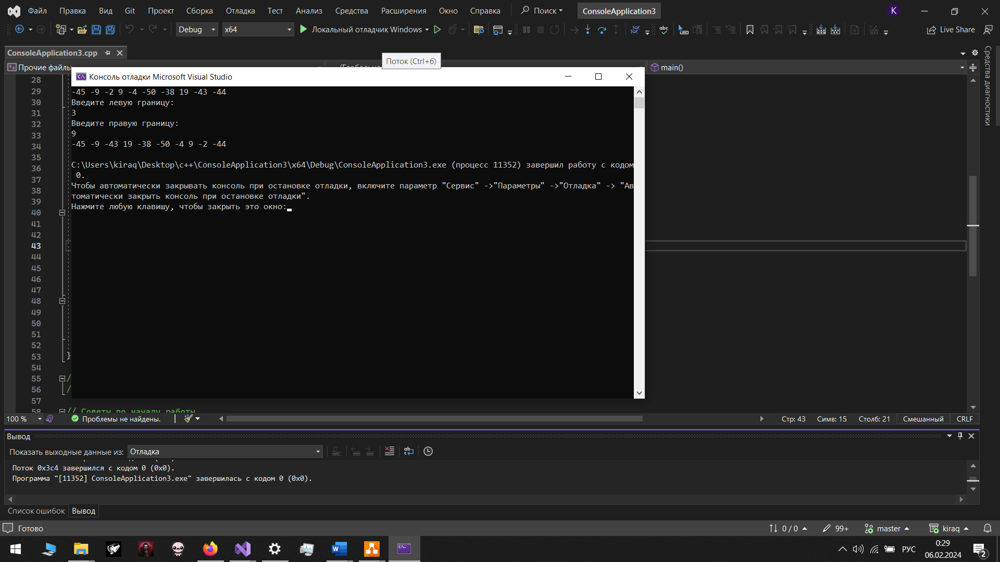 Файл Правка Вид Git Проект Сборка Отладка Тест Анализ Средства Расширения Окно Справка Поиск ConsoleApplication3 K
Debug x64 Локальный отладчик Windows Live Share
ConsoleApplication3.cpp
Поток (Ctrl+6)
Прочие файлы main()
Консоль отладки Microsoft Visual Studio
-45 -9 -2 9 -4 -50 -38 19 -43 -44
Введите левую границу:
3
Введите правую границу:
9
-45 -9 -43 19 -38 -50 -4 9 -2 -44
C:\Users\kiraq\Desktop\c++\ConsoleApplication3\x64\Debug\ConsoleApplication3.exe (процесс 11352) завершил работу с кодом
0.
Чтобы автоматически закрывать консоль при остановке отладки, включите параметр "Сервис" ->"Параметры" ->"Отладка" -> "Ав
томатически закрыть консоль при остановке отладки".
Нажмите любую клавишу, чтобы закрыть это окно:
28
29
30
31
32
33
34
35
36
37
38
39
40
41
42
43
44
45
46
47
48
49
50
51
52
53 }
54
55 /
56 /
57
58 // Советы по началу работы
Средства диагностики
100 % Проблемы не найдены. Стр: 43 Симв: 15 Столб: 21 Смешанный CRLF
Вывод
Показать выходные данные из: Отладка
Поток 0x3c4 завершился с кодом 0 (0x0).
Программа "[11352] ConsoleApplication3.exe" завершилась с кодом 0 (0x0).
Список ошибок Вывод
Готово 0 / 0 99+ master kiraq
РУС 0:29
06.02.2024 2